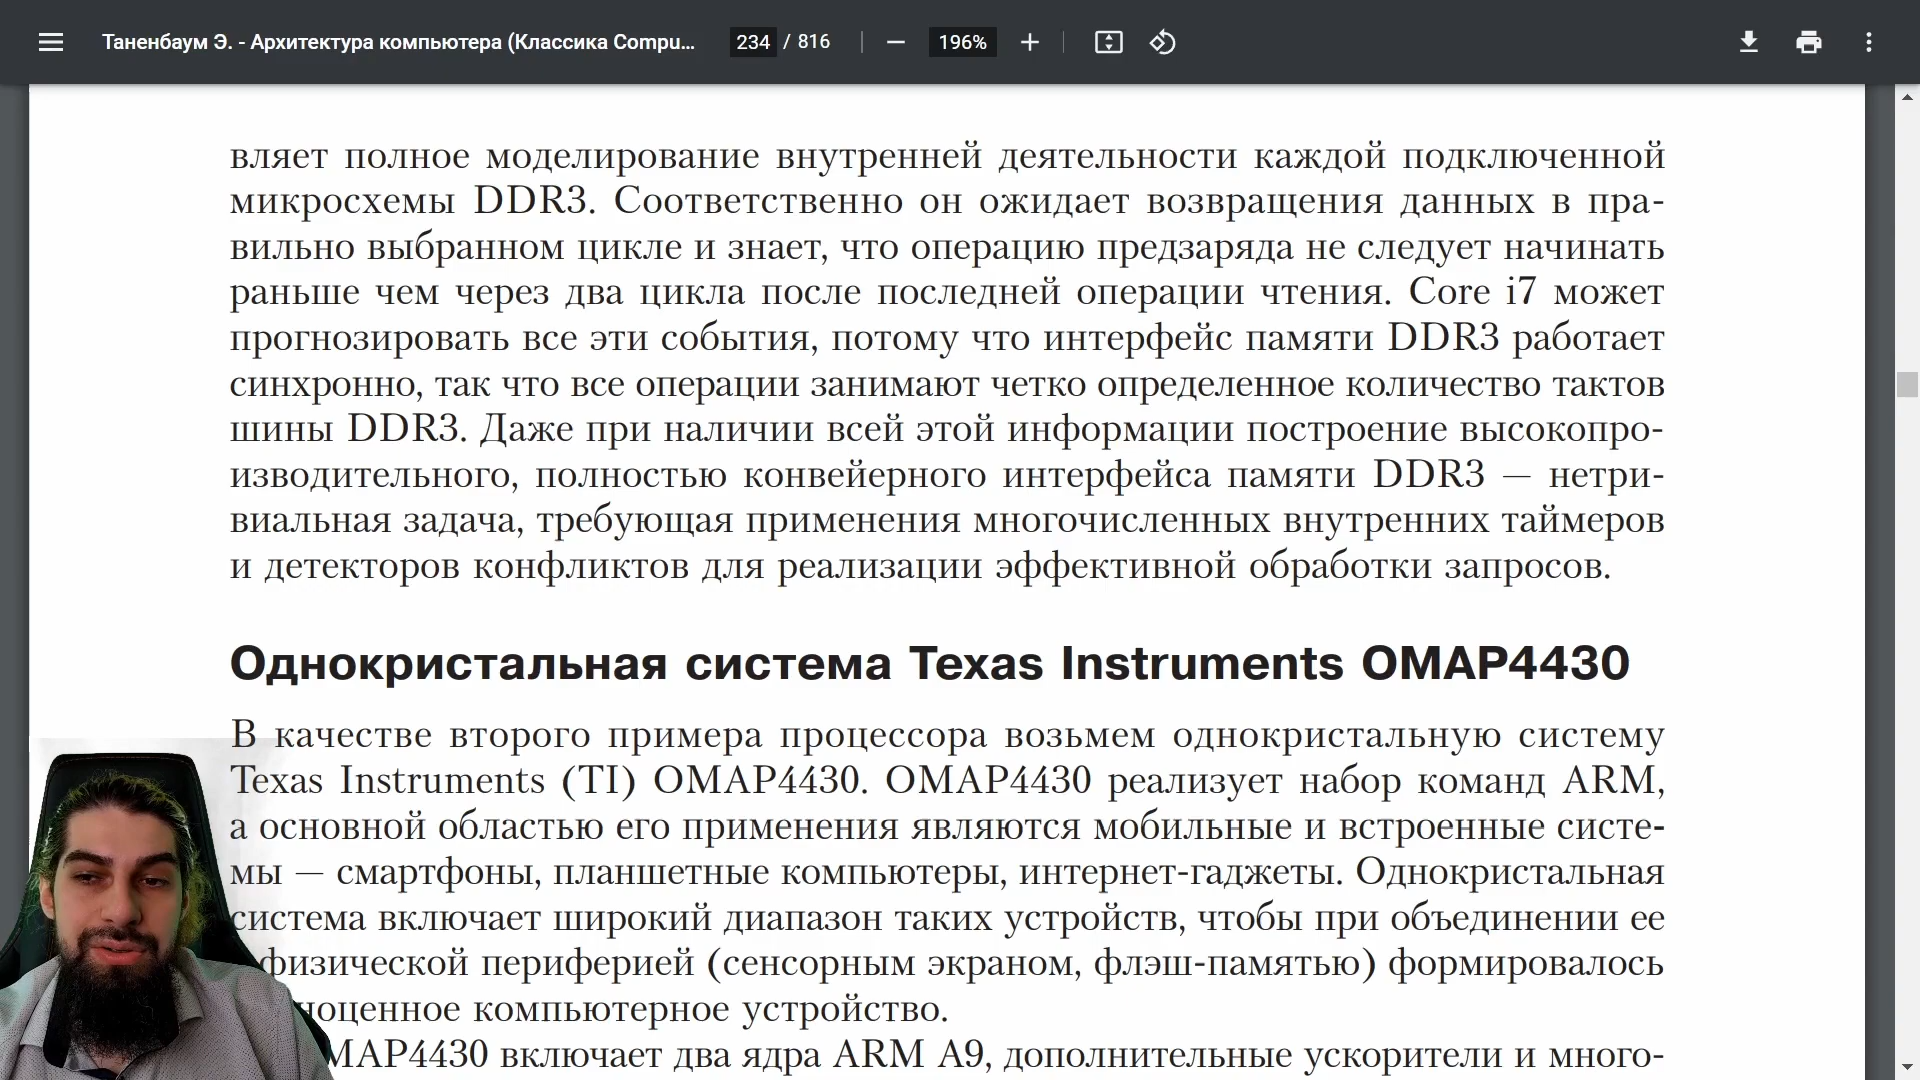 Таненбаум Э. - Архитектура компьютера (Классика Compu...
234 / 816
196%
вляет полное моделирование внутренней деятельности каждой подключенной
микросхемы DDR3. Соответственно он ожидает возвращения данных в пра-
вильно выбранном цикле и знает, что операцию предзаряда не следует начинать
раньше чем через два цикла после последней операции чтения. Core i7 может
прогнозировать все эти события, потому что интерфейс памяти DDR3 работает
синхронно, так что все операции занимают четко определенное количество тактов
шины DDR3. Даже при наличии всей этой информации построение высокопро-
изводительного, полностью конвейерного интерфейса памяти DDR3 — нетри-
виальная задача, требующая применения многочисленных внутренних таймеров
и детекторов конфликтов для реализации эффективной обработки запросов.
Однокристальная система Texas Instruments OMAP4430
В качестве второго примера процессора возьмем однокристальную систему
Texas Instruments (TI) OMAP4430. OMAP4430 реализует набор команд ARM,
а основной областью его применения являются мобильные и встроенные систе-
мы — смартфоны, планшетные компьютеры, интернет-гаджеты. Однокристальная
система включает широкий диапазон таких устройств, чтобы при объединении ее
физической периферией (сенсорным экраном, флэш-памятью) формировалось
ноценное компьютерное устройство.
MAP4430 включает два ядра ARM A9, дополнительные ускорители и много-